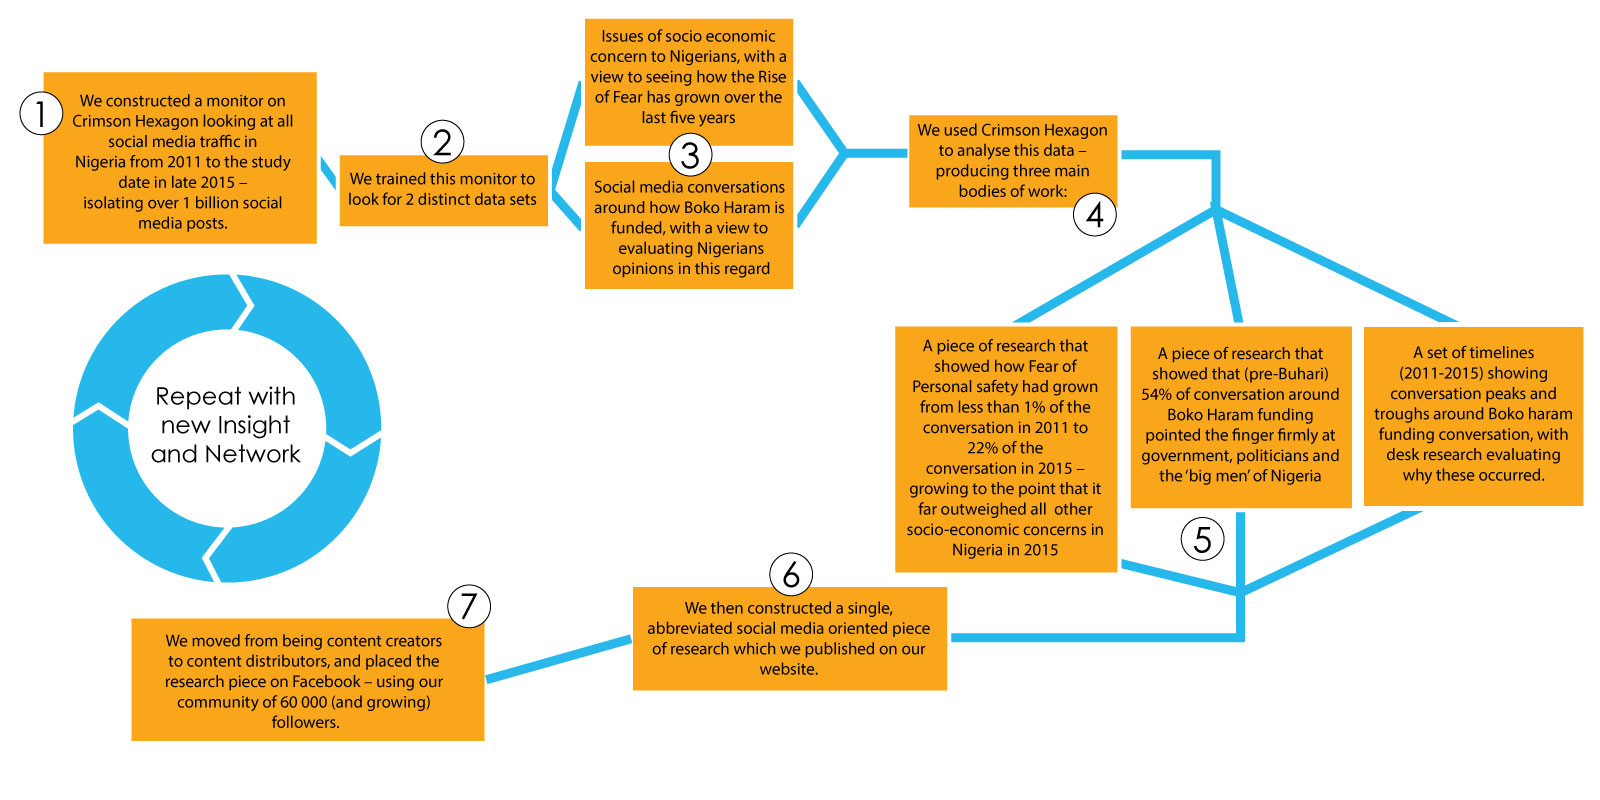 1
We constructed a monitor on
Crimson Hexagon looking at all
social media traffic in
Nigeria from 2011 to the study
date in late 2015 –
isolating over 1 billion social
media posts.
2
We trained this monitor to
look for 2 distinct data sets
Issues of socio economic
concern to Nigerians, with a
view to seeing how the Rise
of Fear has grown over the
last five years
3
Social media conversations
around how Boko Haram is
funded, with a view to
evaluating Nigerians
opinions in this regard
We used Crimson Hexagon
to analyse this data –
producing three main
bodies of work:
4
A piece of research that
showed how Fear of
Personal safety had grown
from less than 1% of the
conversation in 2011 to
22% of the
conversation in 2015 –
growing to the point that it
far outweighed all  other
socio-economic concerns in
Nigeria in 2015
A piece of research that
showed that (pre-Buhari)
54% of conversation around
Boko Haram funding
pointed the finger firmly at
government, politicians and
the ‘big men’ of Nigeria
A set of timelines
(2011-2015) showing
conversation peaks and
troughs around Boko haram
funding conversation, with
desk research evaluating
why these occurred.
5
6
We then constructed a single,
abbreviated social media oriented piece
of research which we published on our
website.
7
We moved from being content creators
to content distributors, and placed the
research piece on Facebook – using our
community of 60 000 (and growing)
followers.
Repeat with
new Insight
and Network